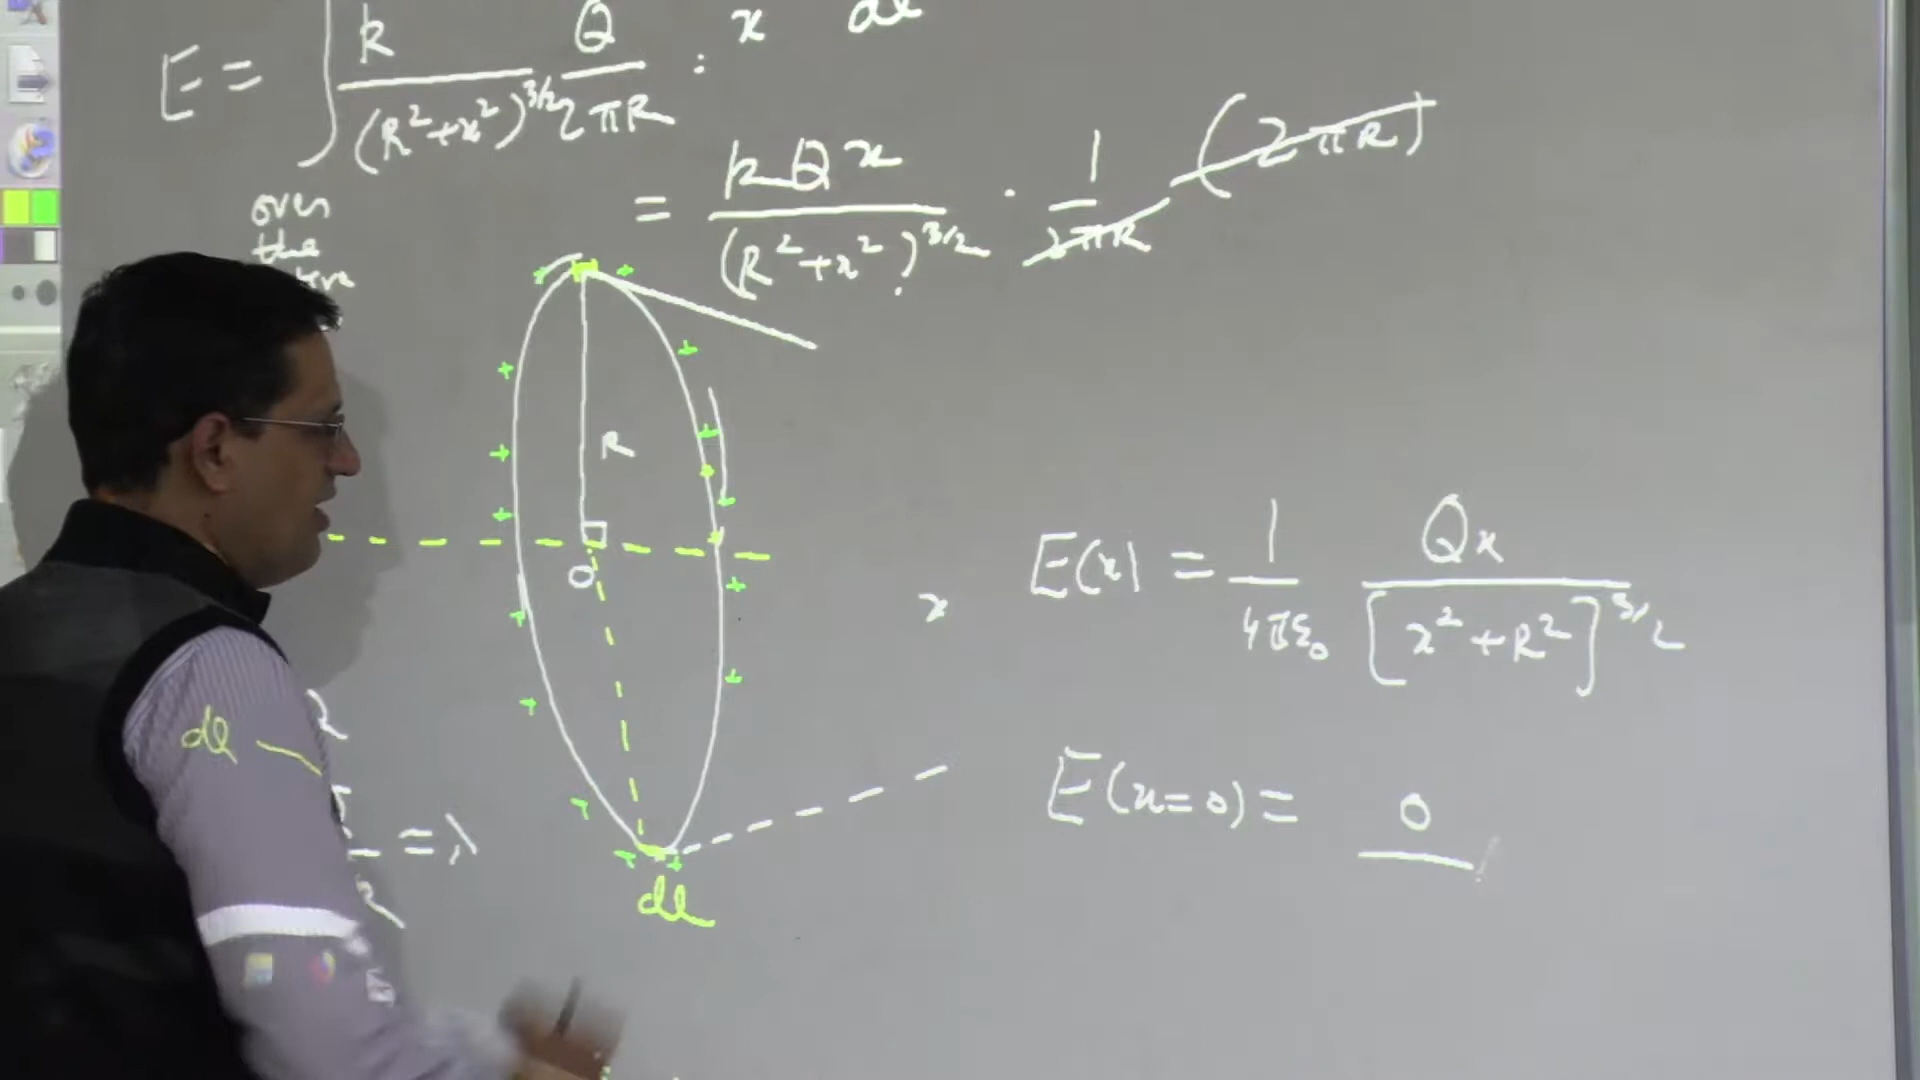 E = ∫ k/(R²+x²)^3/2 Q/2πR · x dl
over
the
= kQx/(R²+x²)^3/2 · 1/2πR (2πR)
R
O
x
E(x) = 1/4πε₀ Qx/[x²+R²]^3/2
dl
= λ
E(x=0) = 0
dl